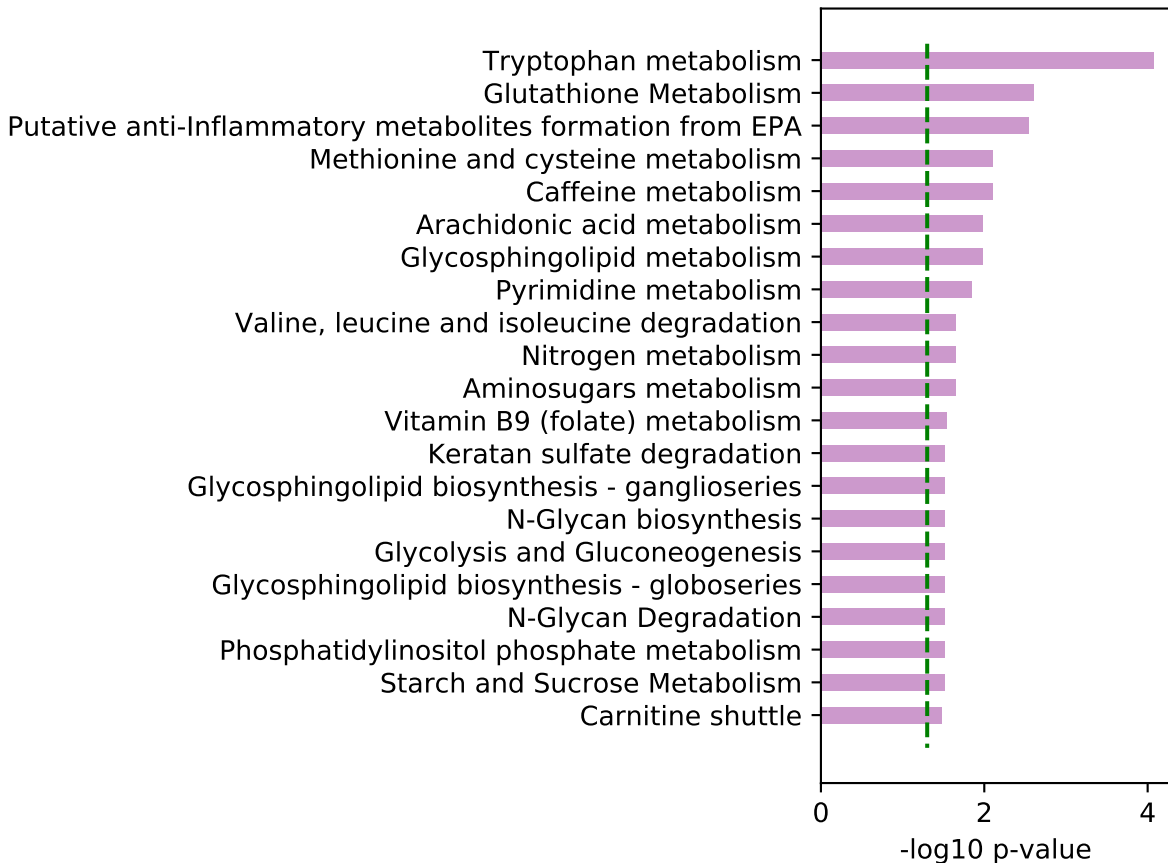 Tryptophan metabolism
Glutathione Metabolism
Putative anti-Inflammatory metabolites formation from EPA
Methionine and cysteine metabolism
Caffeine metabolism
Arachidonic acid metabolism
Glycosphingolipid metabolism
Pyrimidine metabolism
Valine, leucine and isoleucine degradation
Nitrogen metabolism
Aminosugars metabolism
Vitamin B9 (folate) metabolism
Keratan sulfate degradation
Glycosphingolipid biosynthesis - ganglioseries
N-Glycan biosynthesis
Glycolysis and Gluconeogenesis
Glycosphingolipid biosynthesis - globoseries
N-Glycan Degradation
Phosphatidylinositol phosphate metabolism
Starch and Sucrose Metabolism
Carnitine shuttle
0 2 4
-log10 p-value